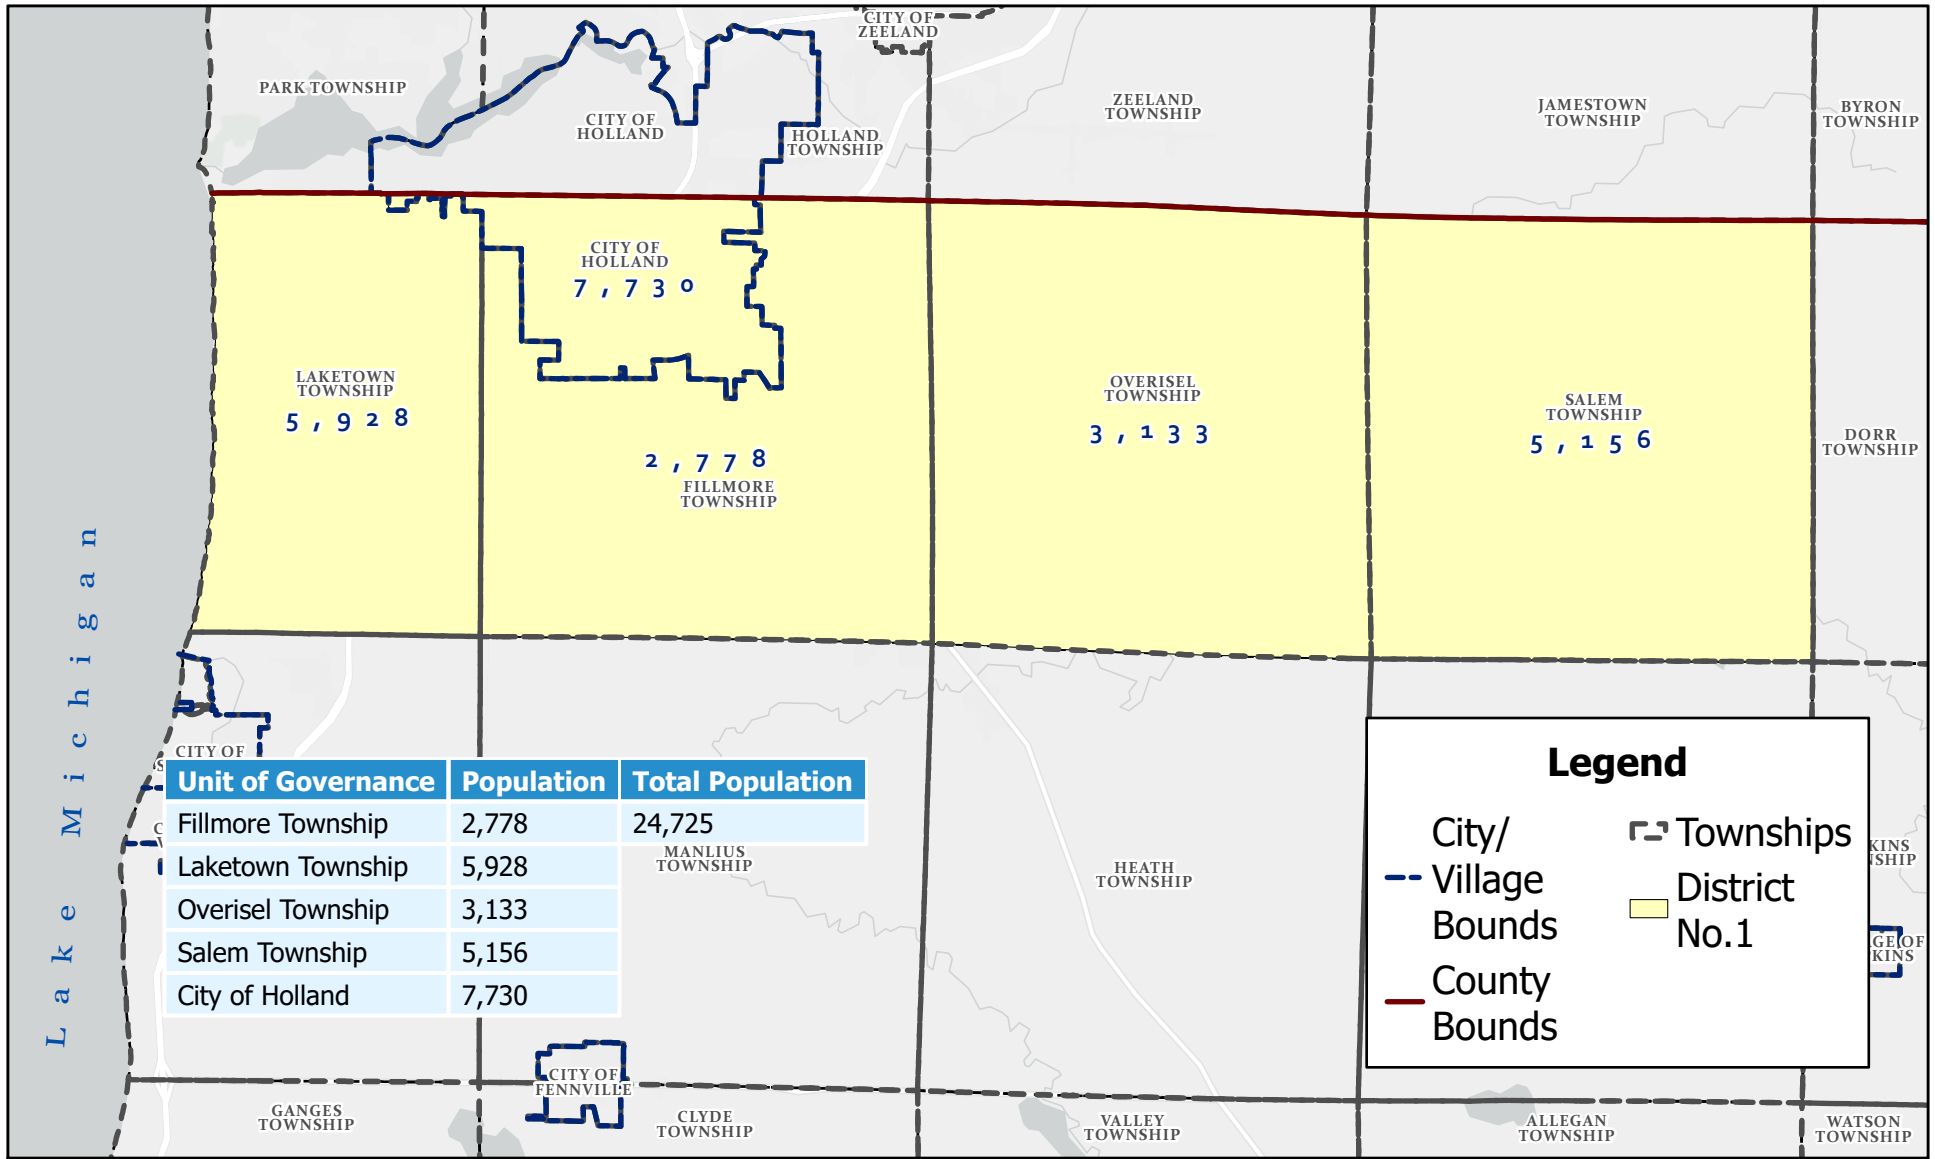 CITY OF
ZEELAND
PARK TOWNSHIP
CITY OF
HOLLAND
HOLLAND
TOWNSHIP
ZEELAND
TOWNSHIP
JAMESTOWN
TOWNSHIP
BYRON
TOWNSHIP
CITY OF
HOLLAND
7,730
LAKETOWN
TOWNSHIP
5,928
2,778
FILLMORE
TOWNSHIP
OVERISEL
TOWNSHIP
3,133
SALEM
TOWNSHIP
5,156
DORR
TOWNSHIP
Lake Michigan
CITY OF
Unit of Governance Population Total Population
Fillmore Township 2,778 24,725
Laketown Township 5,928
Overisel Township 3,133
Salem Township 5,156
City of Holland 7,730
MANLIUS
TOWNSHIP
HEATH
TOWNSHIP
Legend
City/
Village
Bounds
County
Bounds
Townships
District
No.1
KINS
NSHIP
GE OF
KINS
CITY OF
FENNVILLE
GANGES
TOWNSHIP
CLYDE
TOWNSHIP
VALLEY
TOWNSHIP
ALLEGAN
TOWNSHIP
WATSON
TOWNSHIP